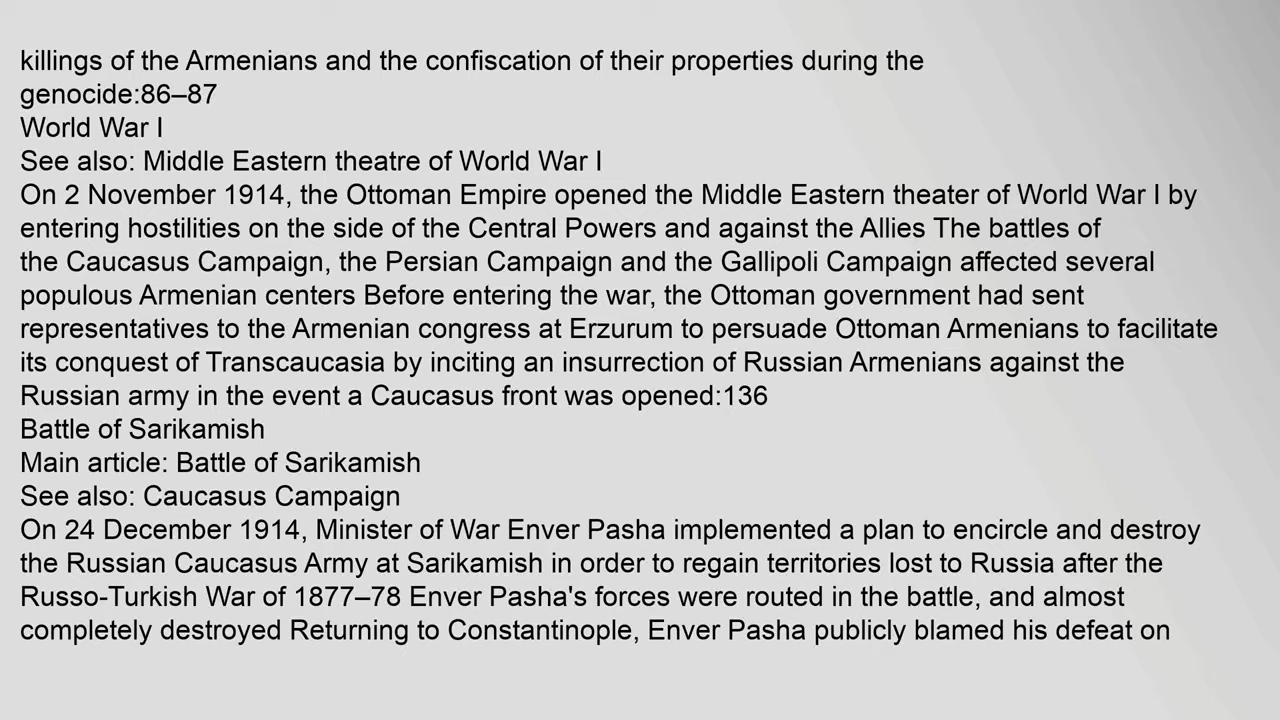 killings of the Armenians and the confiscation of their properties during the
genocide:86–87
World War I
See also: Middle Eastern theatre of World War I
On 2 November 1914, the Ottoman Empire opened the Middle Eastern theater of World War I by
entering hostilities on the side of the Central Powers and against the Allies The battles of
the Caucasus Campaign, the Persian Campaign and the Gallipoli Campaign affected several
populous Armenian centers Before entering the war, the Ottoman government had sent
representatives to the Armenian congress at Erzurum to persuade Ottoman Armenians to facilitate
its conquest of Transcaucasia by inciting an insurrection of Russian Armenians against the
Russian army in the event a Caucasus front was opened:136
Battle of Sarikamish
Main article: Battle of Sarikamish
See also: Caucasus Campaign
On 24 December 1914, Minister of War Enver Pasha implemented a plan to encircle and destroy
the Russian Caucasus Army at Sarikamish in order to regain territories lost to Russia after the
Russo-Turkish War of 1877–78 Enver Pasha's forces were routed in the battle, and almost
completely destroyed Returning to Constantinople, Enver Pasha publicly blamed his defeat on